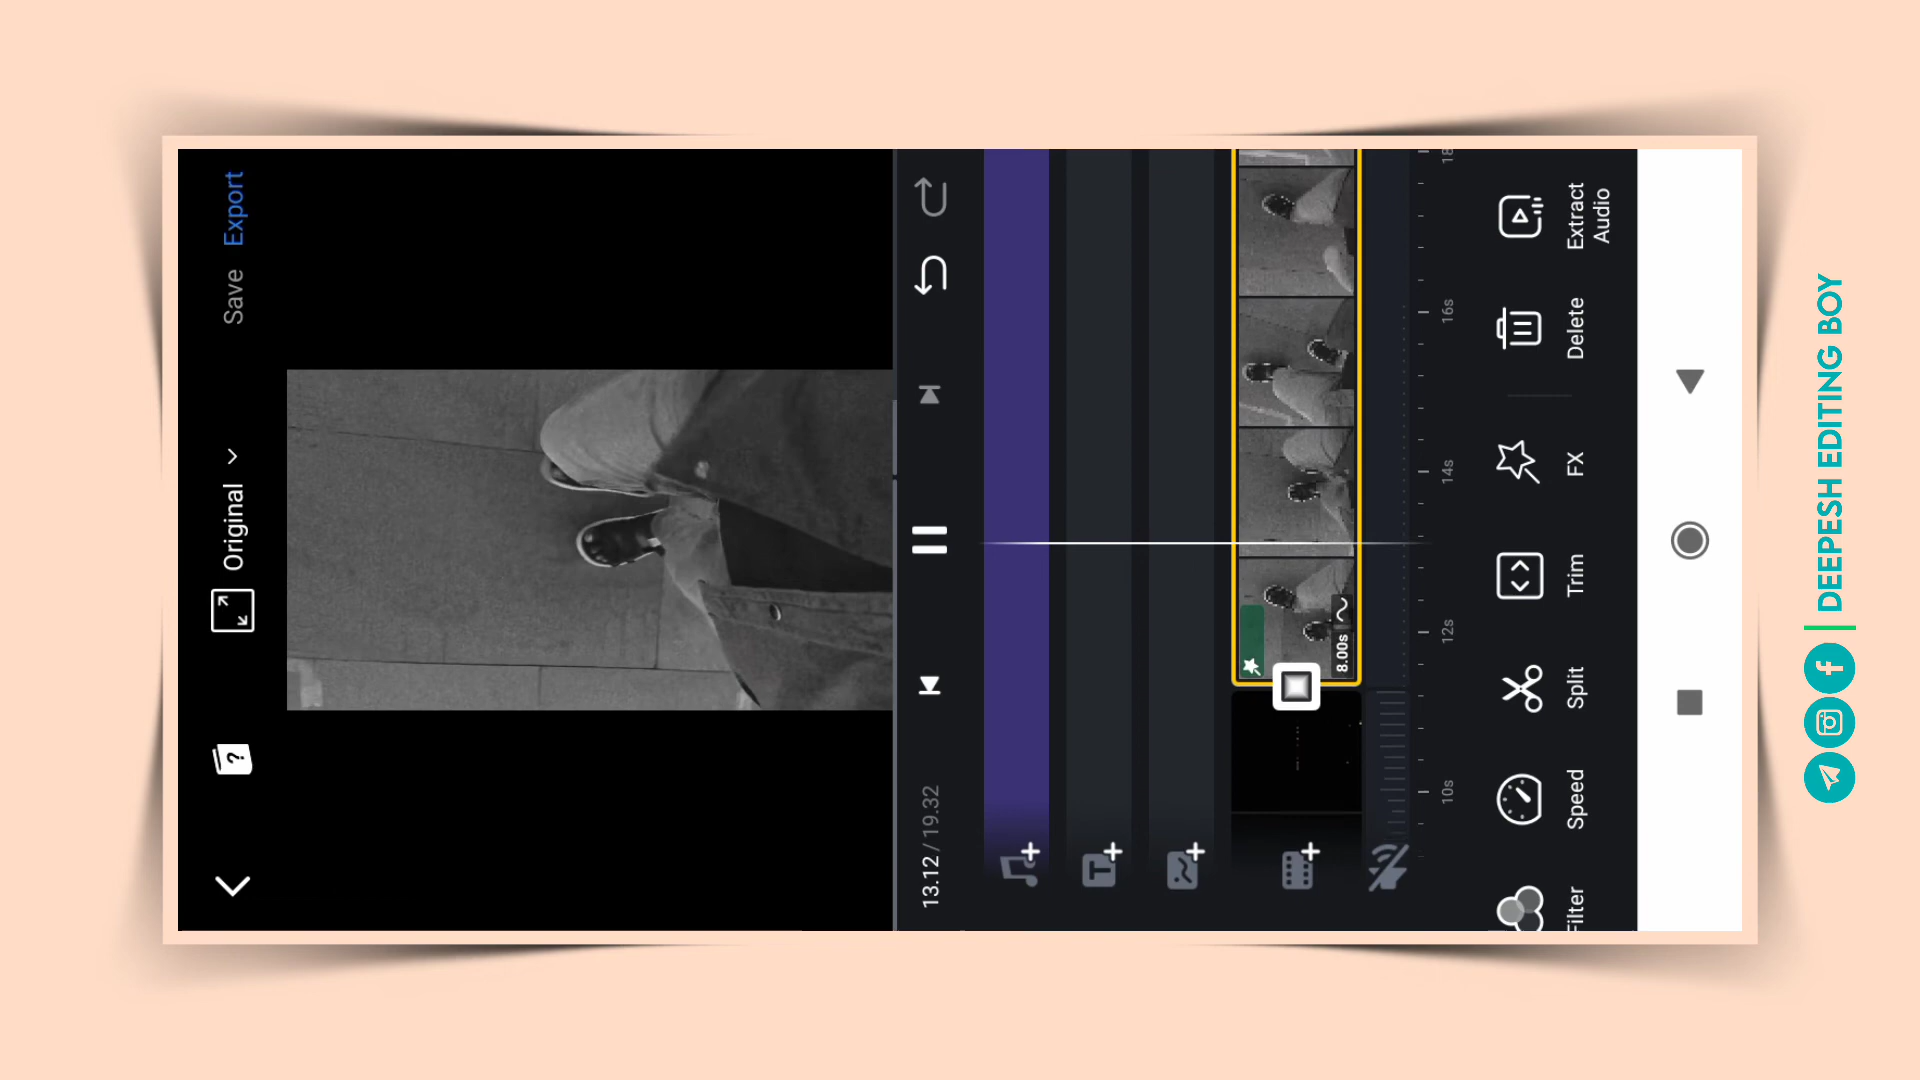 Original
Save
Export
?
13.12 / 19.32
T
8.00s
10s
12s
14s
16s
18
Filter
Speed
Split
Trim
FX
Delete
Extract
Audio
DEEPESH EDITING BOY